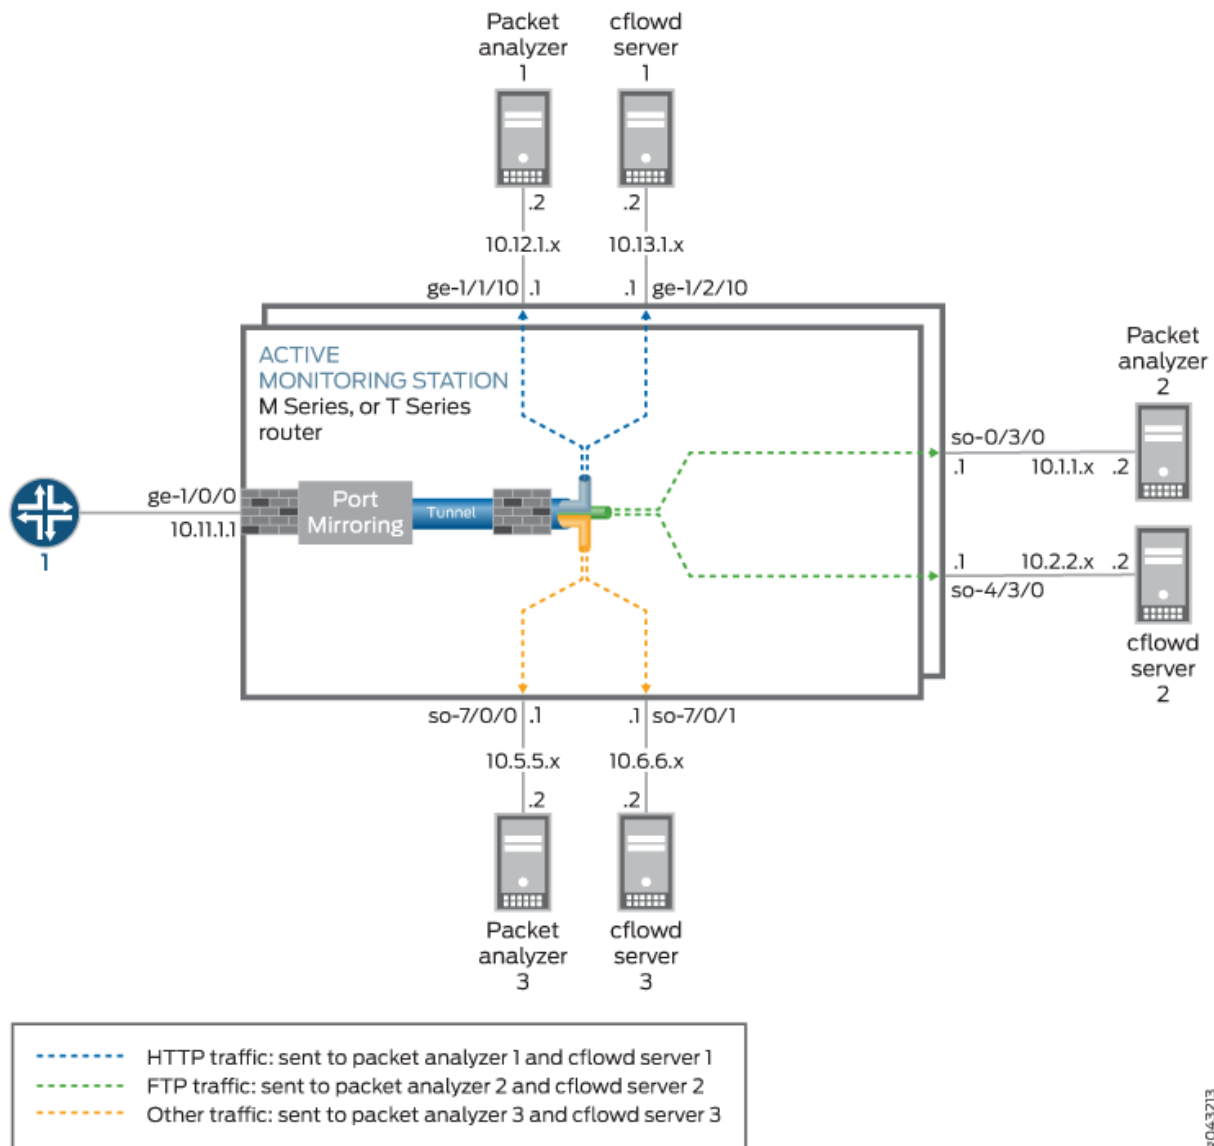 Packet
analyzer
1
cflowd
server
1
.2
.2
10.12.1.x
10.13.1.x
ge-1/1/10 .1
.1 ge-1/2/10
ACTIVE
MONITORING STATION
M Series, or T Series
router
Packet
analyzer
2
so-0/3/0
.1 10.1.1.x .2
ge-1/0/0
10.11.1.1
1
Port
Mirroring
Tunnel
.1 10.2.2.x .2
so-4/3/0
cflowd
server
2
so-7/0/0 .1
.1 so-7/0/1
10.5.5.x
10.6.6.x
.2
.2
Packet
analyzer
3
cflowd
server
3
HTTP traffic: sent to packet analyzer 1 and cflowd server 1
FTP traffic: sent to packet analyzer 2 and cflowd server 2
Other traffic: sent to packet analyzer 3 and cflowd server 3
g043213